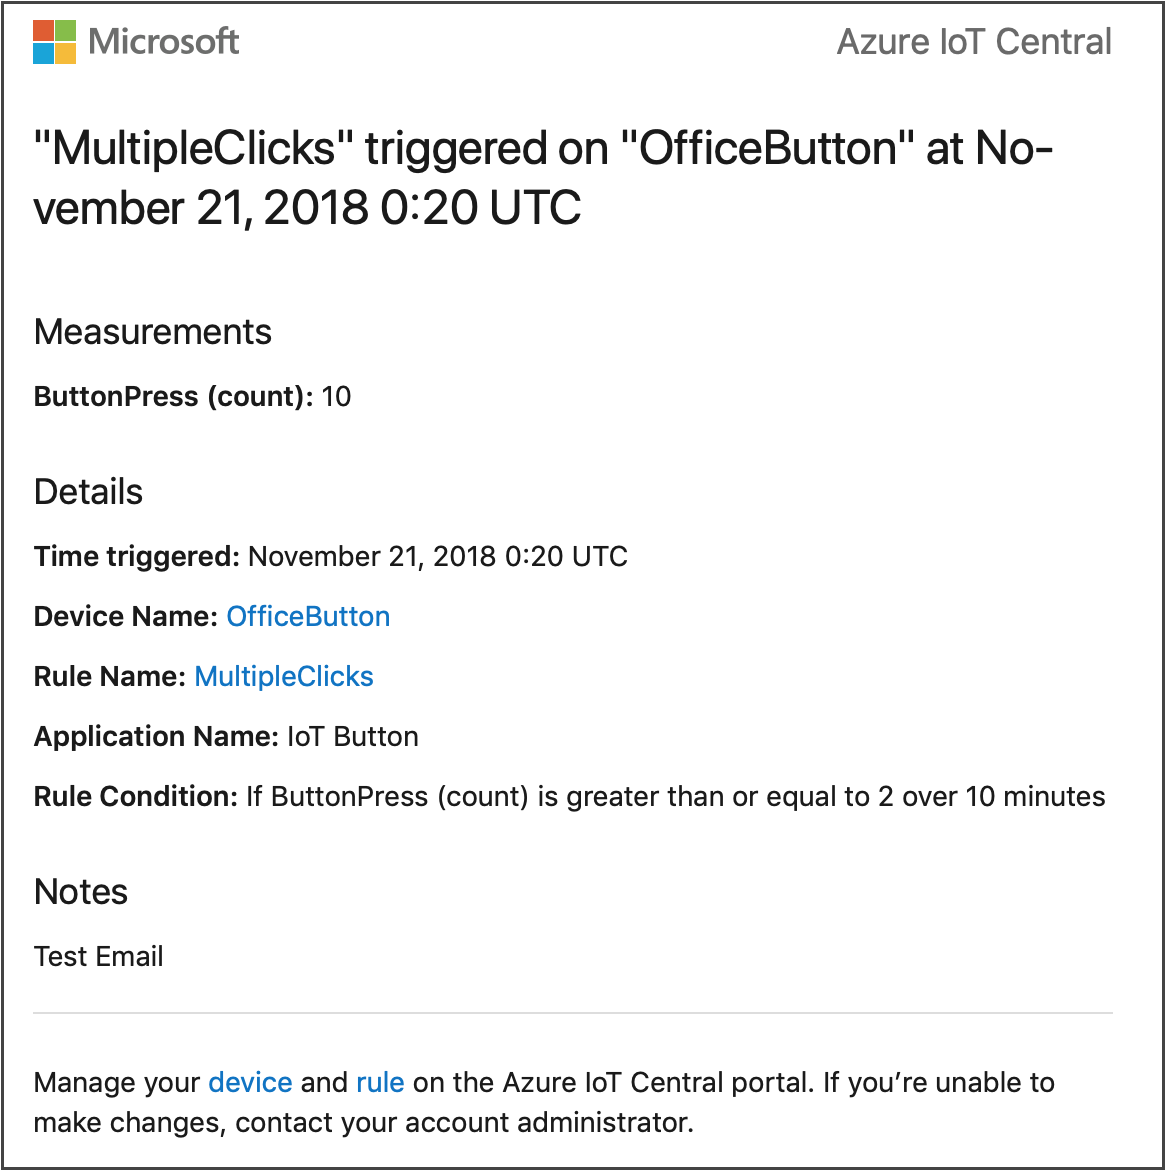 Microsoft
Azure IoT Central
"MultipleClicks" triggered on "OfficeButton" at No-
vember 21, 2018 0:20 UTC
Measurements
ButtonPress (count): 10
Details
Time triggered: November 21, 2018 0:20 UTC
Device Name: OfficeButton
Rule Name: MultipleClicks
Application Name: IoT Button
Rule Condition: If ButtonPress (count) is greater than or equal to 2 over 10 minutes
Notes
Test Email
Manage your device and rule on the Azure IoT Central portal. If you’re unable to
make changes, contact your account administrator.